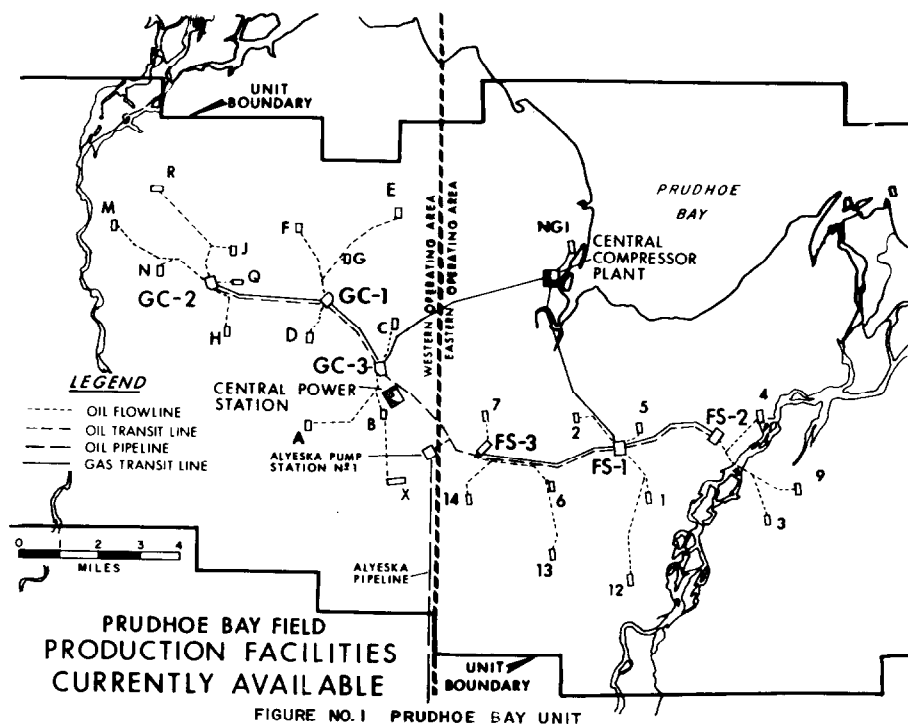 UNIT
BOUNDARY
R
M
E
F
J
G
N
Q
GC-2
GC-1
H
D
C
GC-3
WESTERN OPERATING AREA
EASTERN OPERATING AREA
PRUDHOE
BAY
NGI
CENTRAL
COMPRESSOR
PLANT
LEGEND
OIL FLOWLINE
OIL TRANSIT LINE
OIL PIPELINE
GAS TRANSIT LINE
CENTRAL POWER
STATION
A
B
X
ALYESKA PUMP
STATION Nº1
7
FS-3
2
5
FS-1
FS-2
4
14
6
1
9
3
13
12
0 2 3 4
MILES
ALYESKA
PIPELINE
PRUDHOE BAY FIELD
PRODUCTION FACILITIES
CURRENTLY AVAILABLE
UNIT
BOUNDARY
FIGURE NO. 1 PRUDHOE BAY UNIT